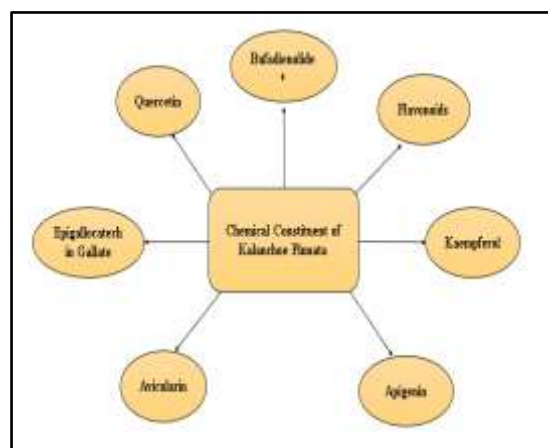 Bufadienolide
s
Quercetin
Flavonoids
Chemical Constituent of
Kalanchoe Pinnata
Epigallocatech
in Gallate
Kaempferol
Avicularin
Apigenin